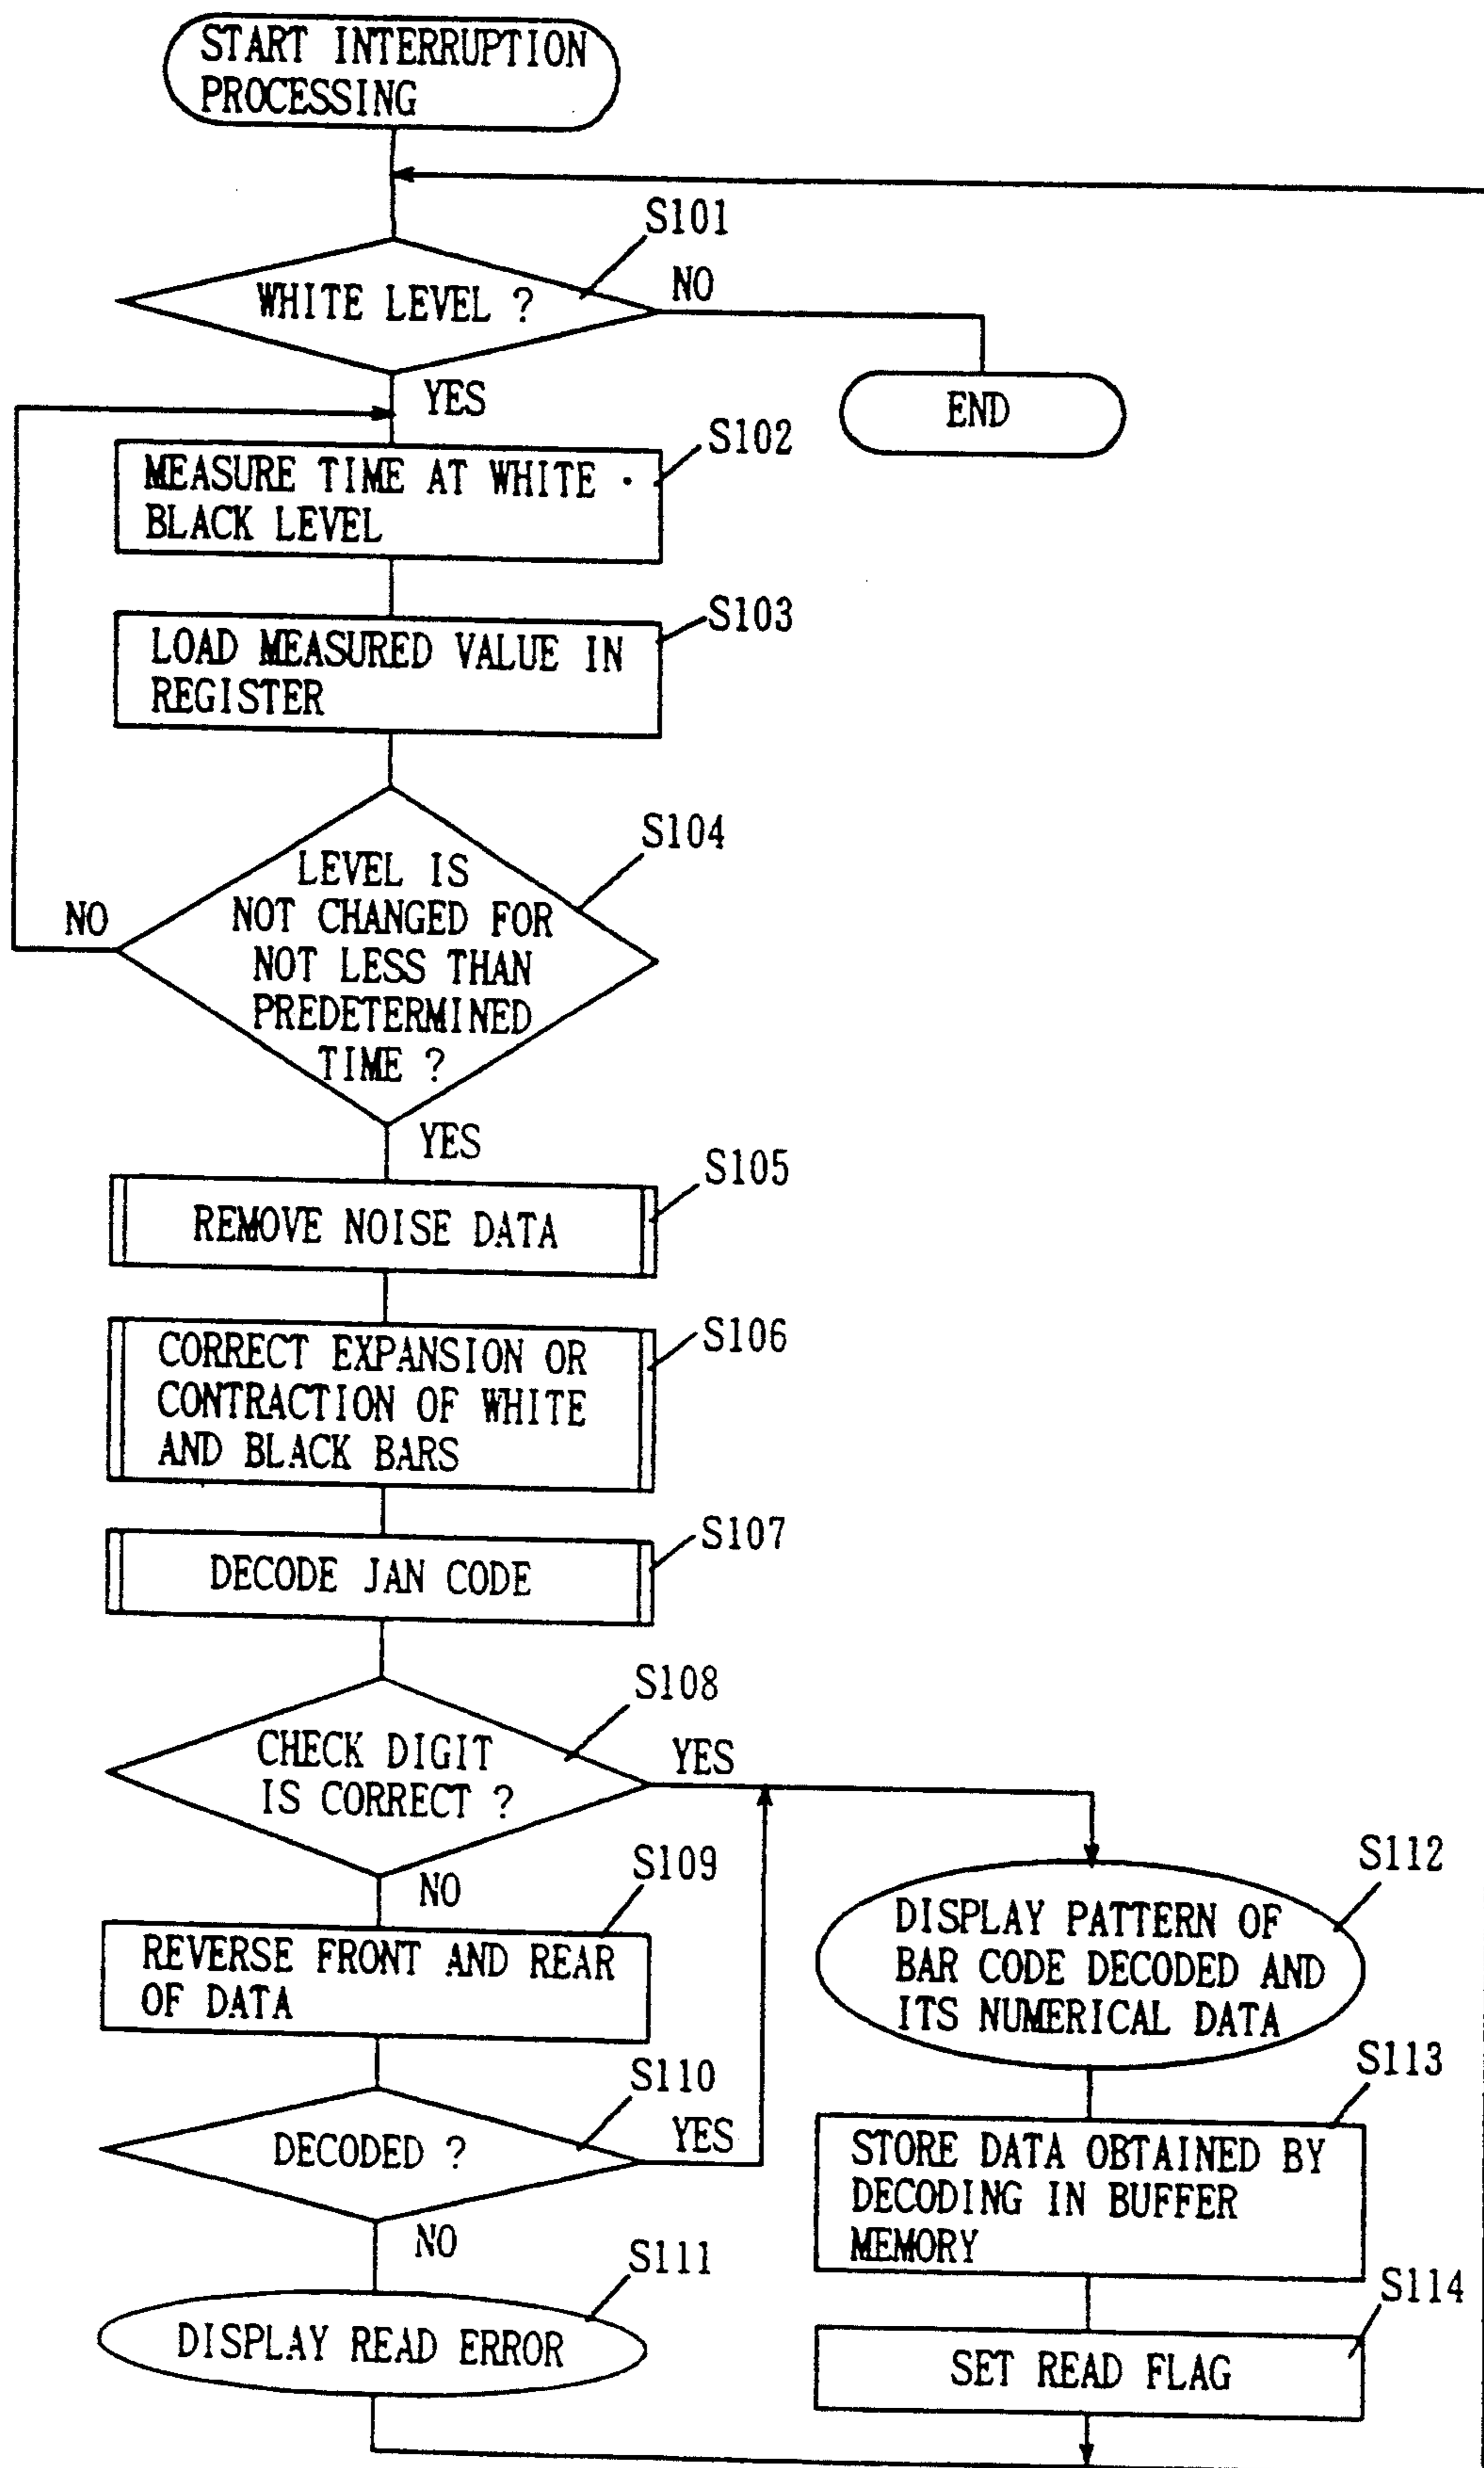 START INTERRUPTION
PROCESSING
S101
WHITE LEVEL ?
NO
YES
END
S102
MEASURE TIME AT WHITE ·
BLACK LEVEL
S103
LOAD MEASURED VALUE IN
REGISTER
S104
LEVEL IS
NOT CHANGED FOR
NOT LESS THAN
PREDETERMINED
TIME ?
NO
YES
S105
REMOVE NOISE DATA
S106
CORRECT EXPANSION OR
CONTRACTION OF WHITE
AND BLACK BARS
S107
DECODE JAN CODE
S108
CHECK DIGIT
IS CORRECT ?
YES
NO
S109
REVERSE FRONT AND REAR
OF DATA
S110
DECODED ?
YES
NO
S111
DISPLAY READ ERROR
S112
DISPLAY PATTERN OF
BAR CODE DECODED AND
ITS NUMERICAL DATA
S113
STORE DATA OBTAINED BY
DECODING IN BUFFER
MEMORY
S114
SET READ FLAG